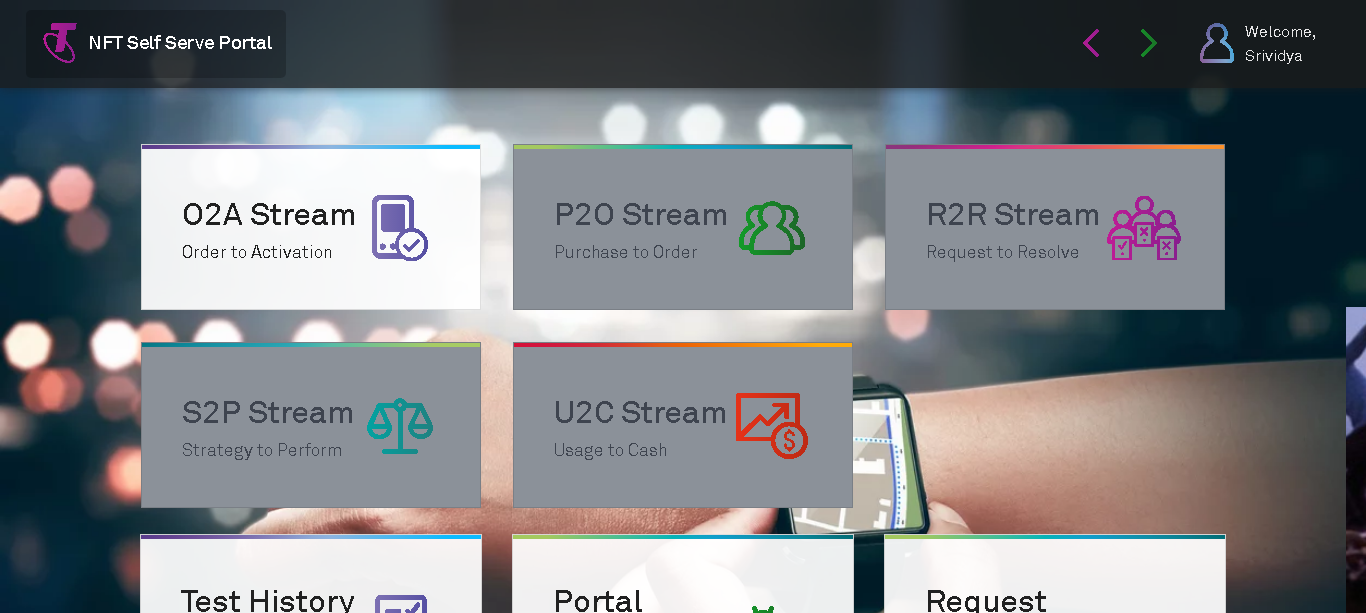 NFT Self Serve Portal
Welcome,
Srividya
O2A Stream
Order to Activation
P2O Stream
Purchase to Order
R2R Stream
Request to Resolve
S2P Stream
Strategy to Perform
U2C Stream
Usage to Cash
$
Test History
Portal
Request